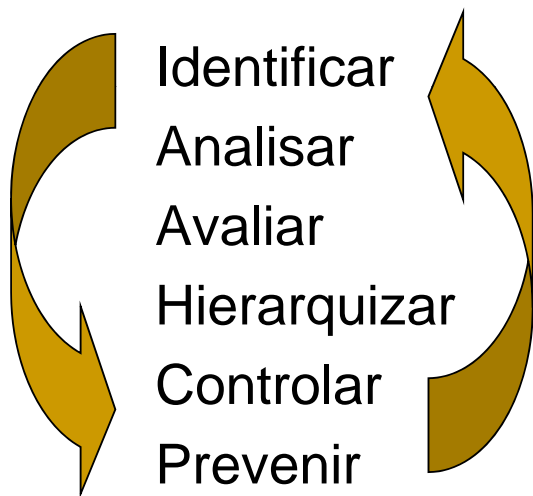 Identificar
Analisar
Avaliar
Hierarquizar
Controlar
Prevenir